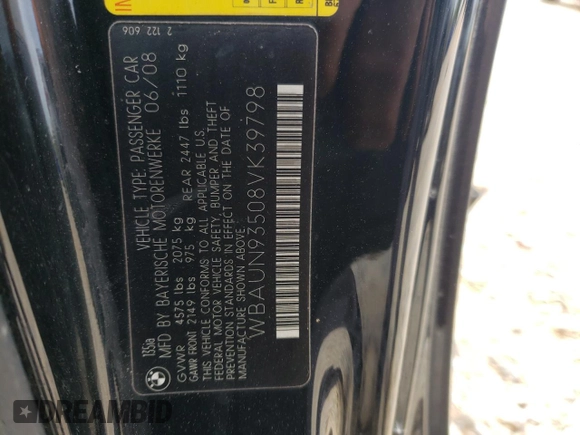 135ia
VEHICLE TYPE: PASSENGER CAR
MFD BY BAYERISCHE MOTORENWERKE 06/08
GVWR 4575 lbs 2075 kg
GAWR FRONT 2149 lbs 975 kg REAR 2447 lbs 1110 kg
THIS VEHICLE CONFORMS TO ALL APPLICABLE U.S.
FEDERAL MOTOR VEHICLE SAFETY, BUMPER, AND THEFT
PREVENTION STANDARDS IN EFFECT ON THE DATE OF
MANUFACTURE SHOWN ABOVE.
WBAUN93508VK39798
2 122 606
DREAMBID